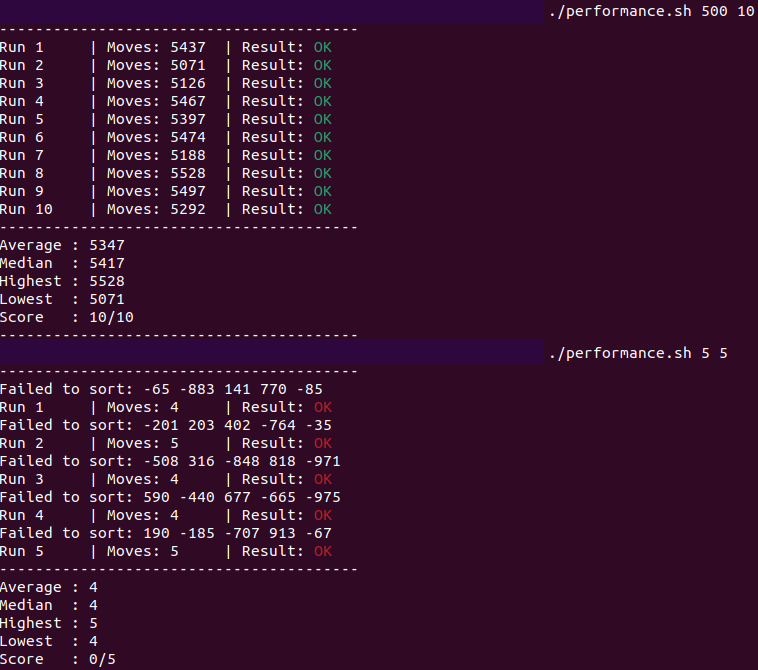 ./performance.sh 500 10
----------------------------------------
Run 1     | Moves: 5437  | Result: OK
Run 2     | Moves: 5071  | Result: OK
Run 3     | Moves: 5126  | Result: OK
Run 4     | Moves: 5467  | Result: OK
Run 5     | Moves: 5397  | Result: OK
Run 6     | Moves: 5474  | Result: OK
Run 7     | Moves: 5188  | Result: OK
Run 8     | Moves: 5528  | Result: OK
Run 9     | Moves: 5497  | Result: OK
Run 10    | Moves: 5292  | Result: OK
----------------------------------------
Average : 5347
Median  : 5417
Highest : 5528
Lowest  : 5071
Score   : 10/10
----------------------------------------
./performance.sh 5 5
----------------------------------------
Failed to sort: -65 -883 141 770 -85
Run 1     | Moves: 4     | Result: OK
Failed to sort: -201 203 402 -764 -35
Run 2     | Moves: 5     | Result: OK
Failed to sort: -508 316 -848 818 -971
Run 3     | Moves: 4     | Result: OK
Failed to sort: 590 -440 677 -665 -975
Run 4     | Moves: 4     | Result: OK
Failed to sort: 190 -185 -707 913 -67
Run 5     | Moves: 5     | Result: OK
----------------------------------------
Average : 4
Median  : 4
Highest : 5
Lowest  : 4
Score   : 0/5